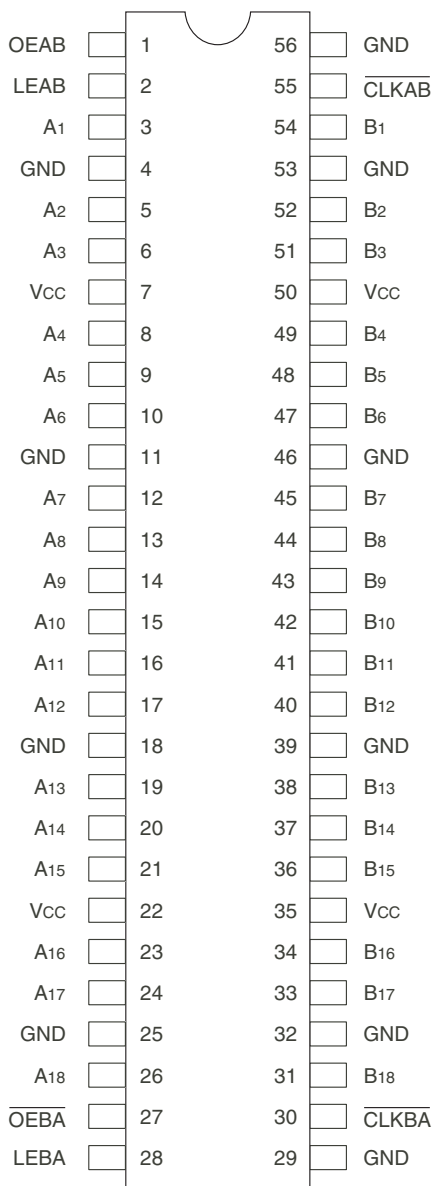 OEAB 1 56 GND
LEAB 2 55 CLKAB
A1 3 54 B1
GND 4 53 GND
A2 5 52 B2
A3 6 51 B3
VCC 7 50 VCC
A4 8 49 B4
A5 9 48 B5
A6 10 47 B6
GND 11 46 GND
A7 12 45 B7
A8 13 44 B8
A9 14 43 B9
A10 15 42 B10
A11 16 41 B11
A12 17 40 B12
GND 18 39 GND
A13 19 38 B13
A14 20 37 B14
A15 21 36 B15
VCC 22 35 VCC
A16 23 34 B16
A17 24 33 B17
GND 25 32 GND
A18 26 31 B18
OEBA 27 30 CLKBA
LEBA 28 29 GND